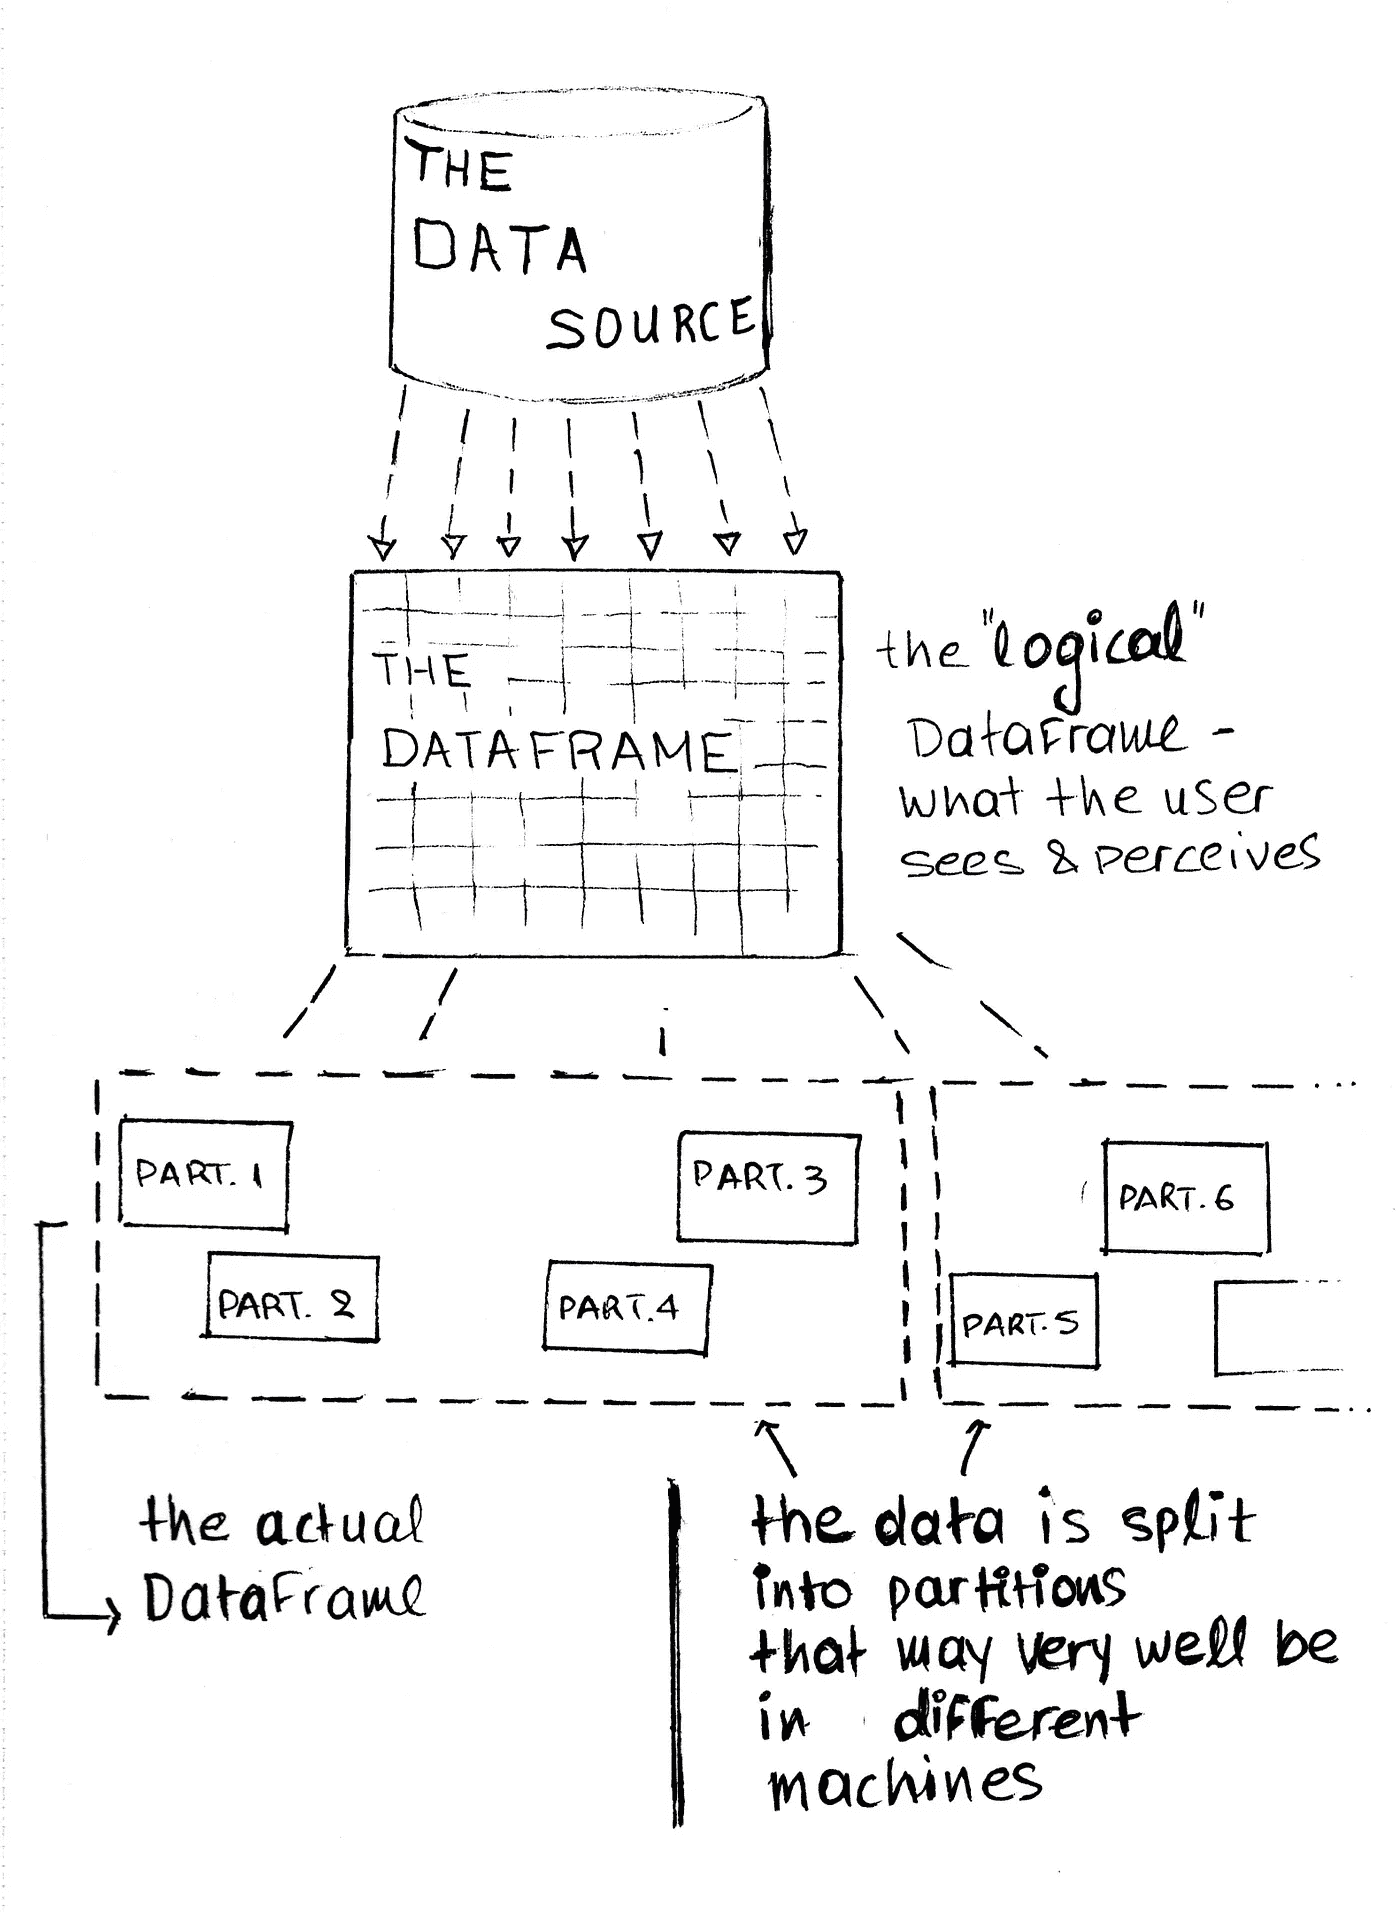 THE
DATA
SOURCE
THE
DATAFRAME
the "logical"
DataFrame -
what the user
sees & perceives
PART. 1
PART. 3
PART. 6
PART. 2
PART.4
PART.5
the actual
DataFrame
the data is split
into partitions
that may very well be
in different
machines